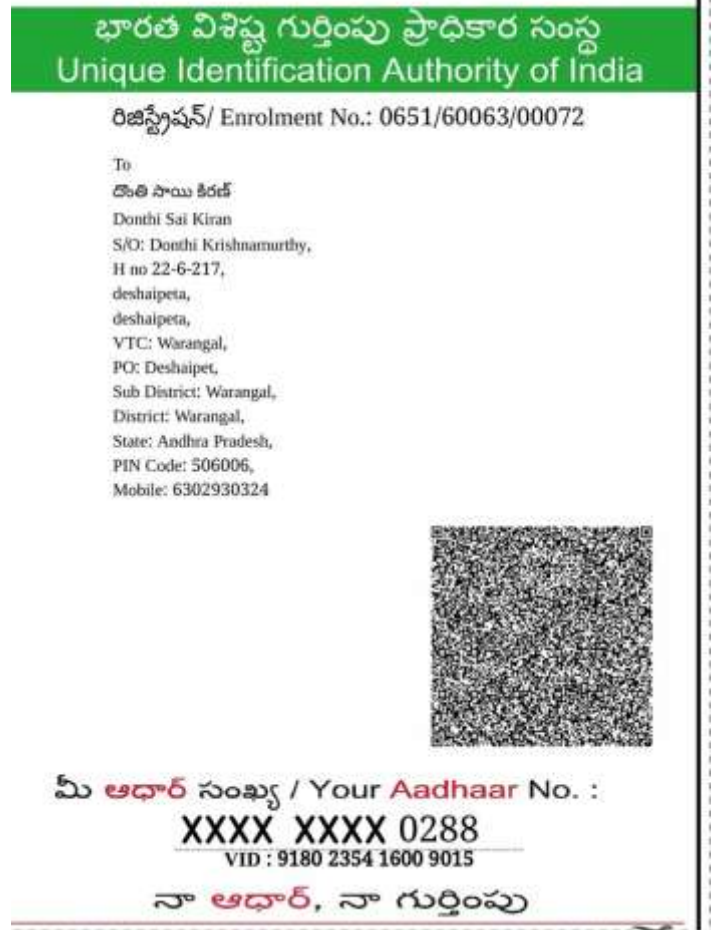 భారత విశిష్ట గుర్తింపు ప్రాధికార సంస్థ
Unique Identification Authority of India
రిజిస్ట్రేషన్/ Enrolment No.: 0651/60063/00072
To
దొంతి సాయి కిరణ్
Donthi Sai Kiran
S/O: Donthi Krishnamurthy,
H no 22-6-217,
deshaipeta,
deshaipeta,
VTC: Warangal,
PO: Deshaipet,
Sub District: Warangal,
District: Warangal,
State: Andhra Pradesh,
PIN Code: 506006,
Mobile: 6302930324
మీ ఆధార్ సంఖ్య / Your Aadhaar No. :
XXXX XXXX 0288
VID : 9180 2354 1600 9015
నా ఆధార్, నా గుర్తింపు